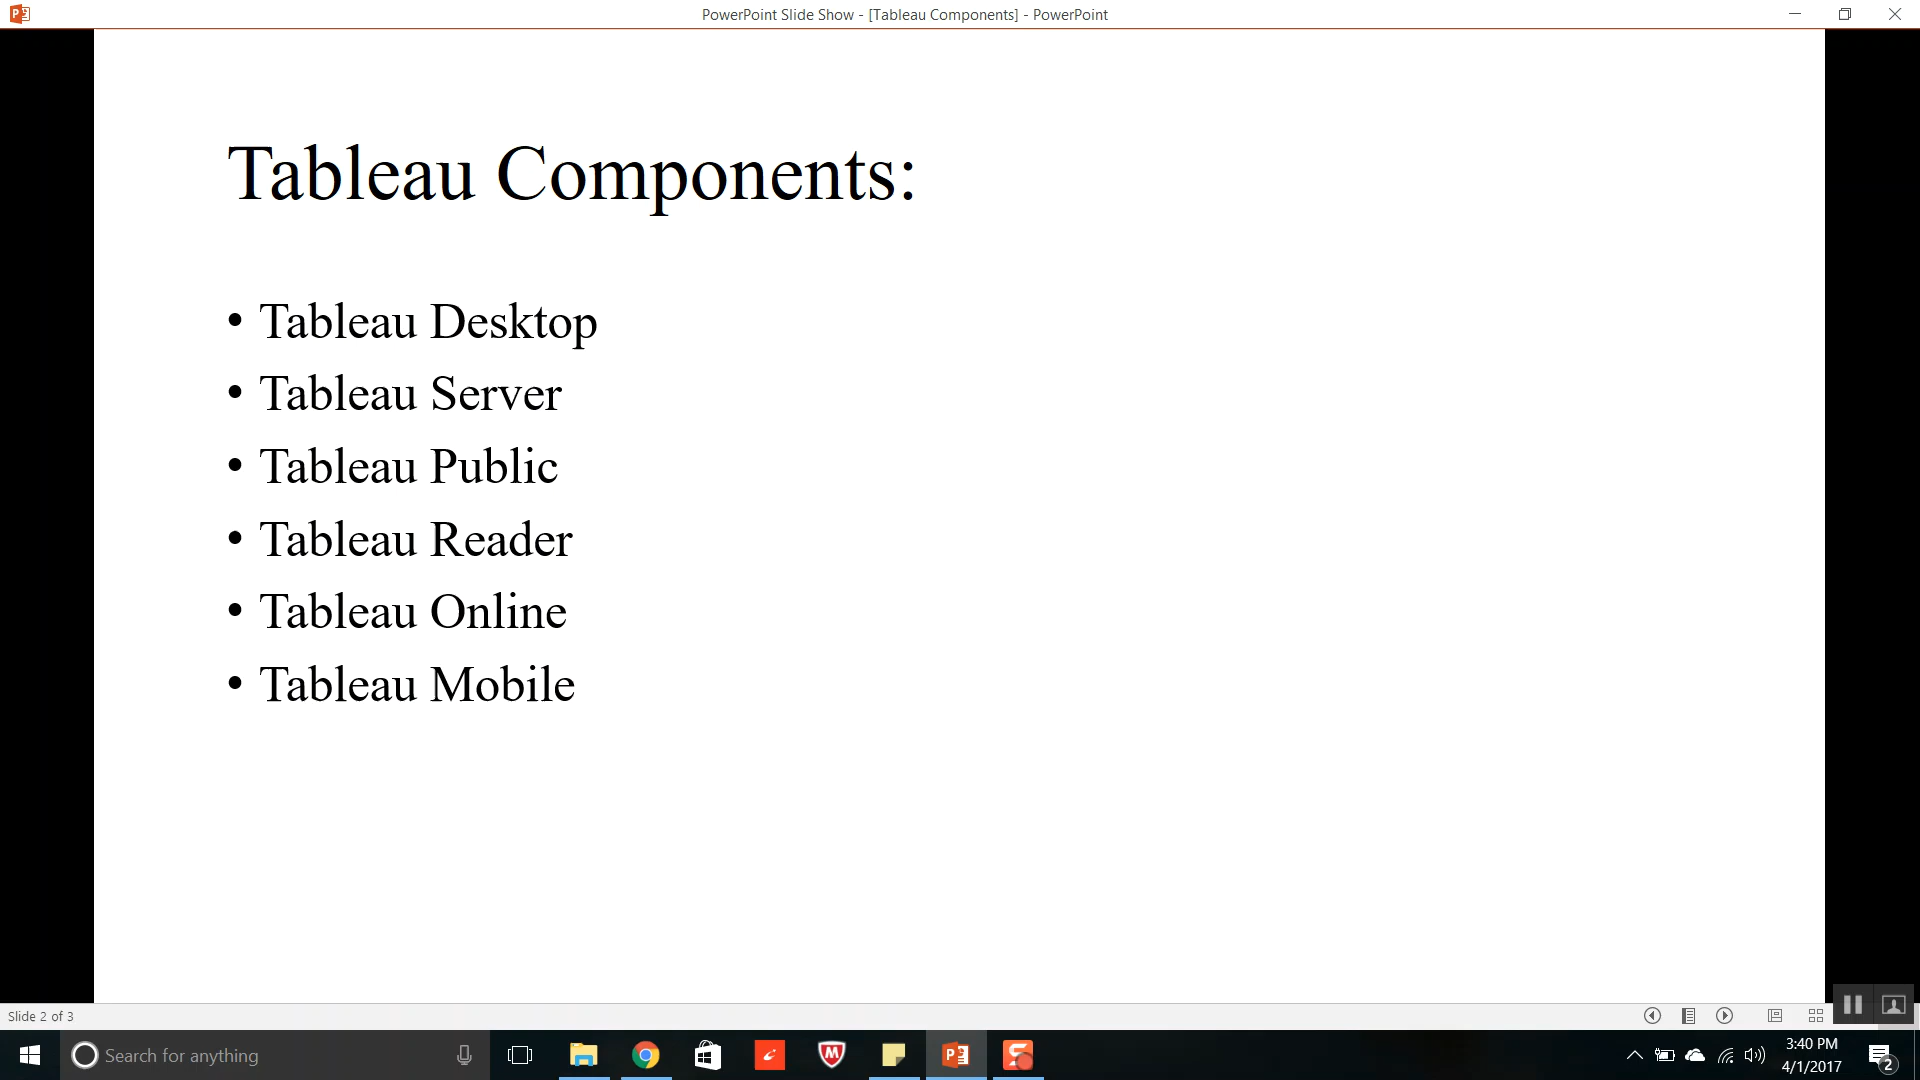 PowerPoint Slide Show - [Tableau Components] - PowerPoint
Tableau Components:
• Tableau Desktop
• Tableau Server
• Tableau Public
• Tableau Reader
• Tableau Online
• Tableau Mobile
Slide 2 of 3
Search for anything
3:40 PM
4/1/2017
2